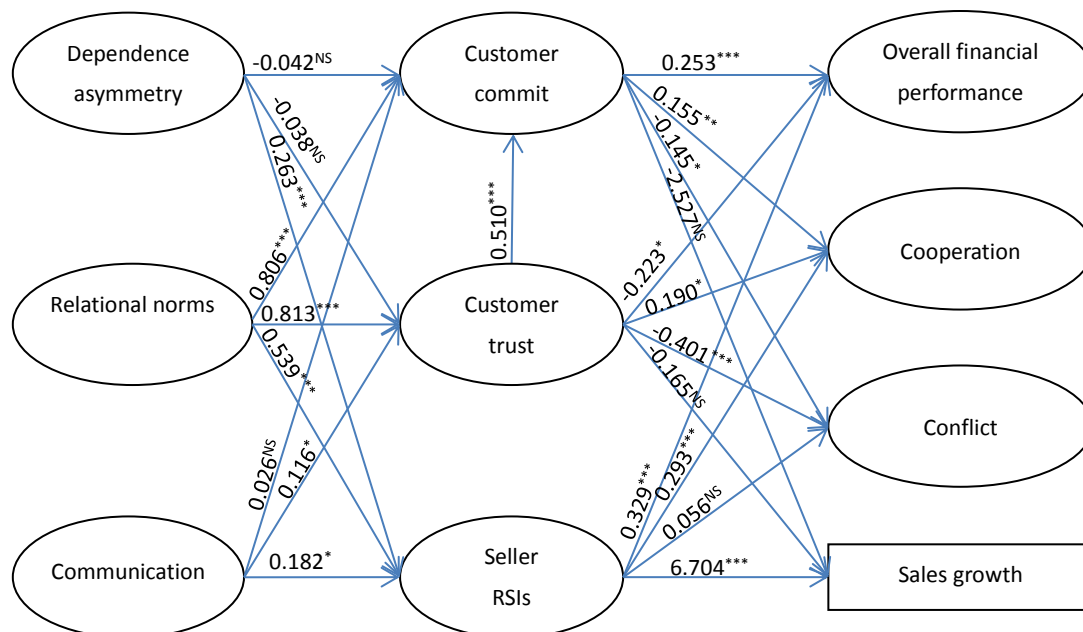 Dependence
asymmetry
-0.042NS
Customer
commit
0.253***
Overall financial
performance
-0.038NS
0.263***
0.155**
-0.145*
-2.527NS
0.806***
0.510***
Relational norms
0.813***
Customer
trust
-0.223*
0.190*
Cooperation
0.539***
-0.401***
-0.165NS
Conflict
0.026NS
0.116*
0.329***
0.293***
0.056NS
Communication
0.182*
Seller
RSIs
6.704***
Sales growth